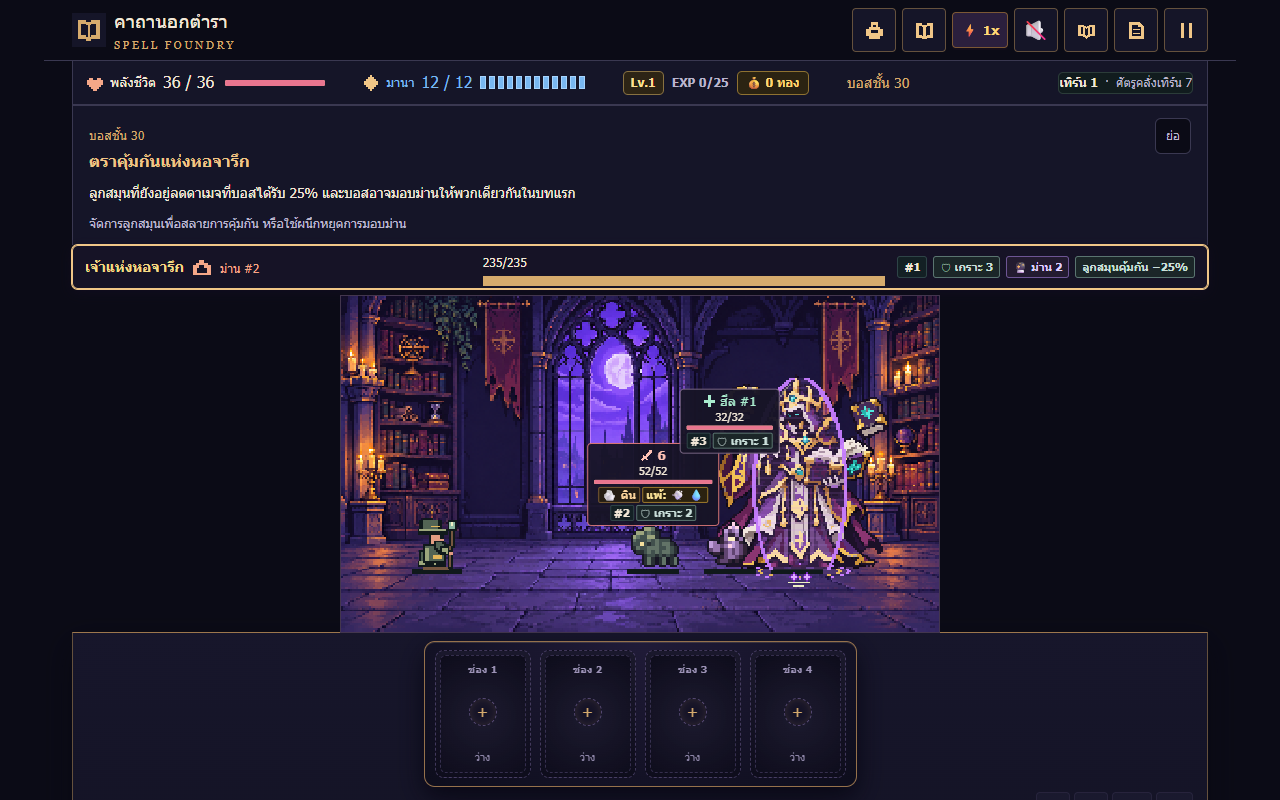 คาถานอกตำรา
SPELL FOUNDRY
1x
พลังชีวิต 36 / 36
มานา 12 / 12
Lv.1 EXP 0/25 0 ทอง
บอสชั้น 30
เทิร์น 1 · ศัตรูคลั่งเทิร์น 7
บอสชั้น 30
ย่อ
ตราคุ้มกันแห่งหอจารึก
ลูกสมุนที่ยังอยู่ลดดาเมจที่บอสได้รับ 25% และบอสอาจมอบม่านให้พวกเดียวกันในบทแรก
จัดการลูกสมุนเพื่อสลายการคุ้มกัน หรือใช้ผนึกหยุดการมอบม่าน
เจ้าแห่งหอจารึก ม่าน #2
235/235
#1 เกราะ 3 ม่าน 2 ลูกสมุนคุ้มกัน −25%
ฮีล #1
32/32
#3 เกราะ 1
6
52/52
ดิน แพ้:
#2 เกราะ 2
ช่อง 1 ช่อง 2 ช่อง 3 ช่อง 4
+ + + +
ว่าง ว่าง ว่าง ว่าง